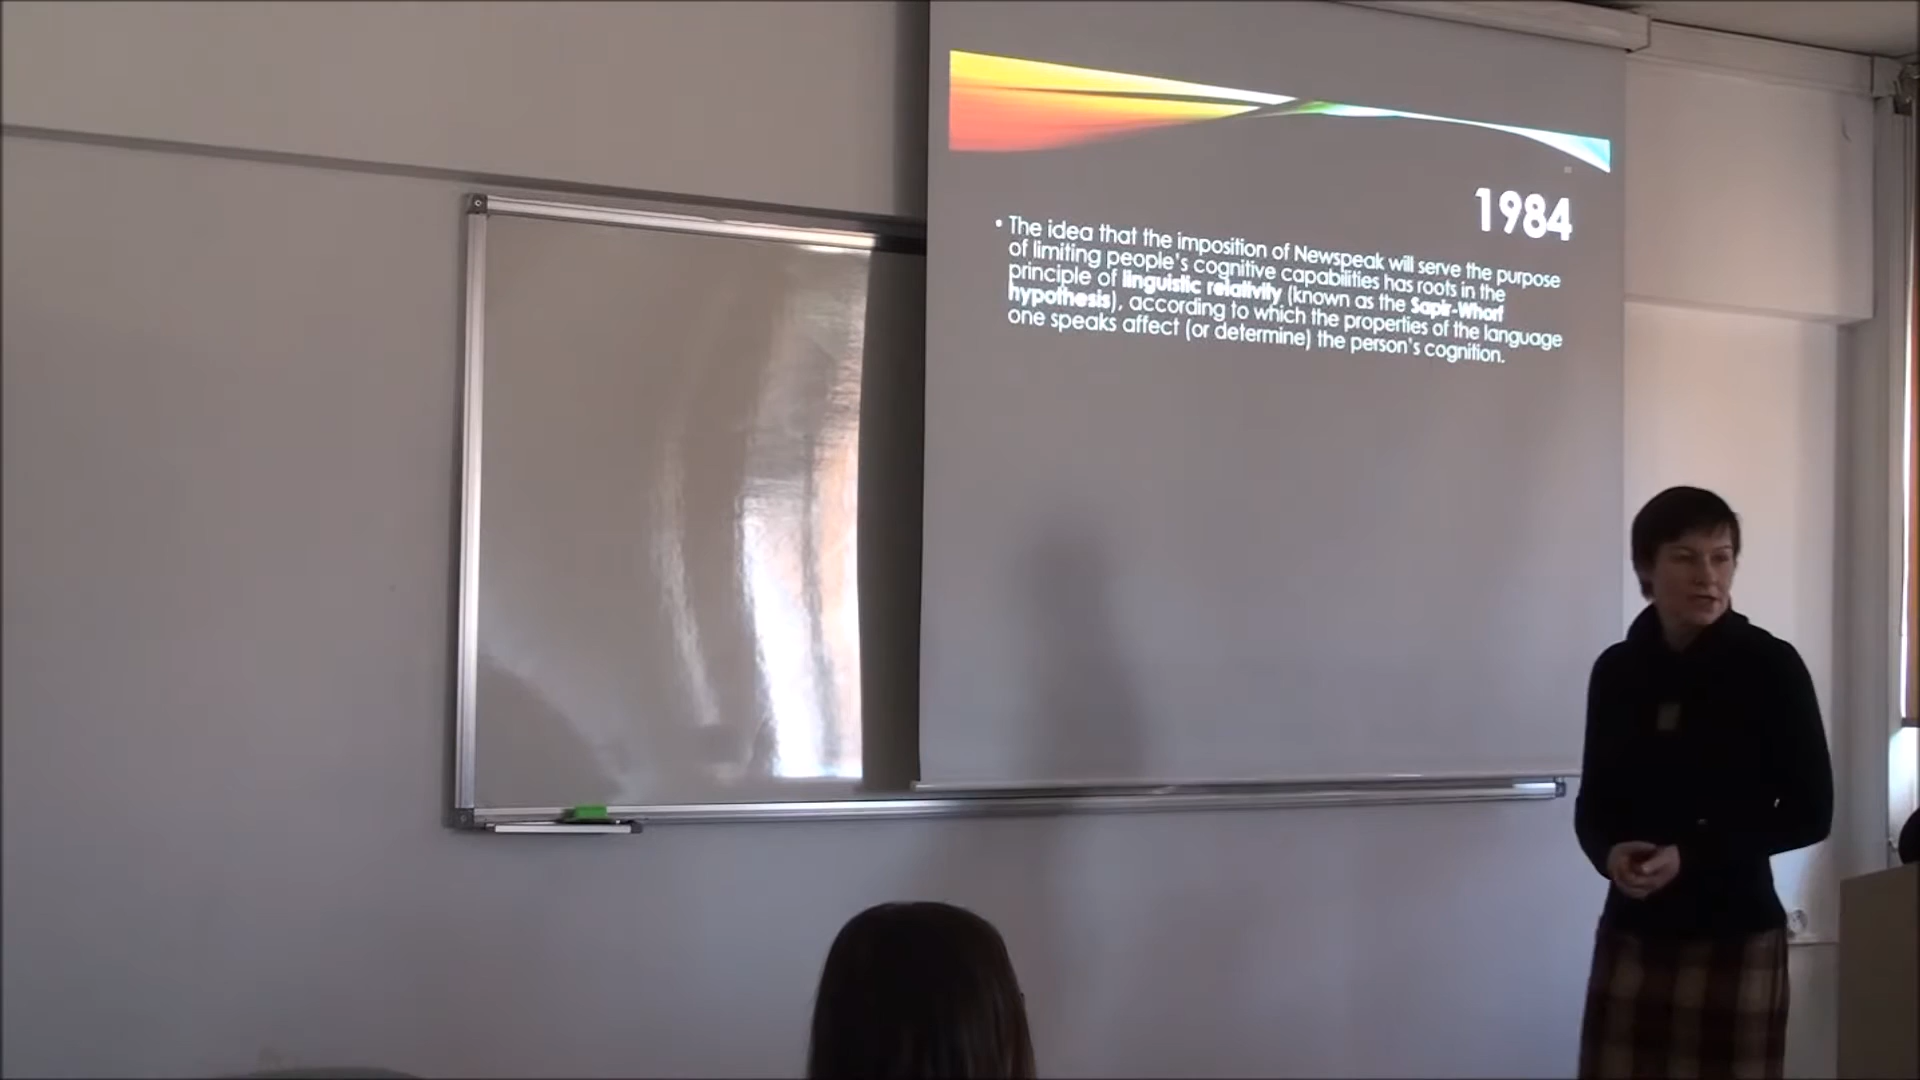 1984
• The idea that the imposition of Newspeak will serve the purpose
of limiting people's cognitive capabilities has roots in the
principle of linguistic relativity (known as the Sapir-Whorf
hypothesis), according to which the properties of the language
one speaks affect (or determine) the person's cognition.